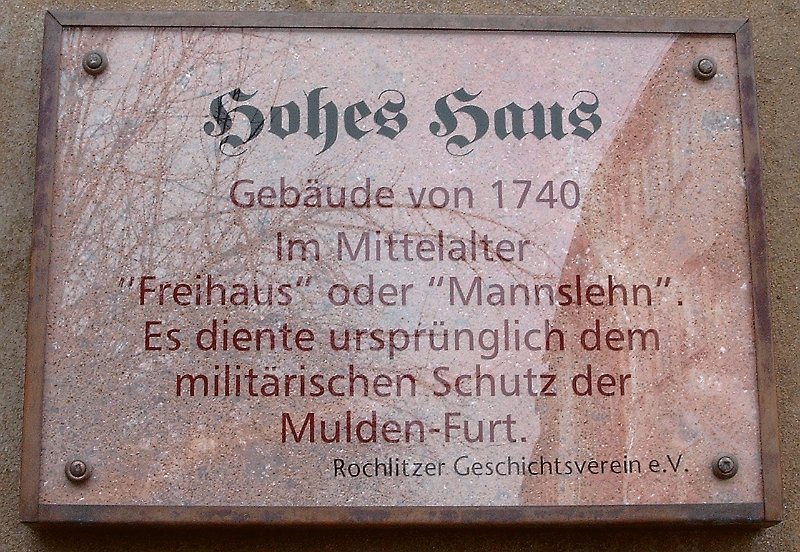 Hohes Haus
Gebäude von 1740
Im Mittelalter
"Freihaus" oder "Mannslehn".
Es diente ursprünglich dem
militärischen Schutz der
Mulden-Furt.
Rochlitzer Geschichtsverein e.V.